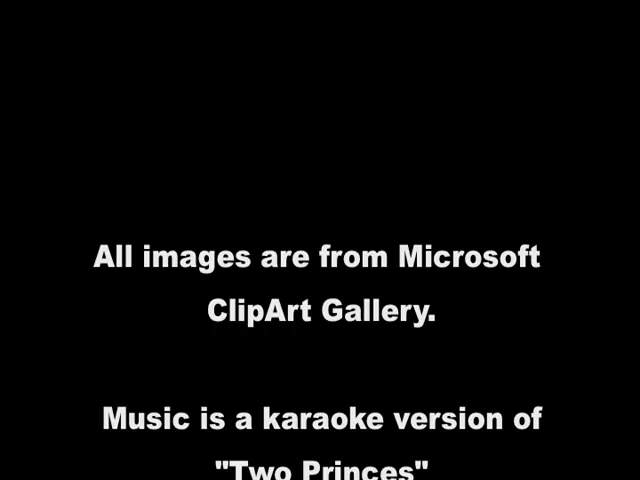 All images are from Microsoft
ClipArt Gallery.
Music is a karaoke version of
"Two Princes"